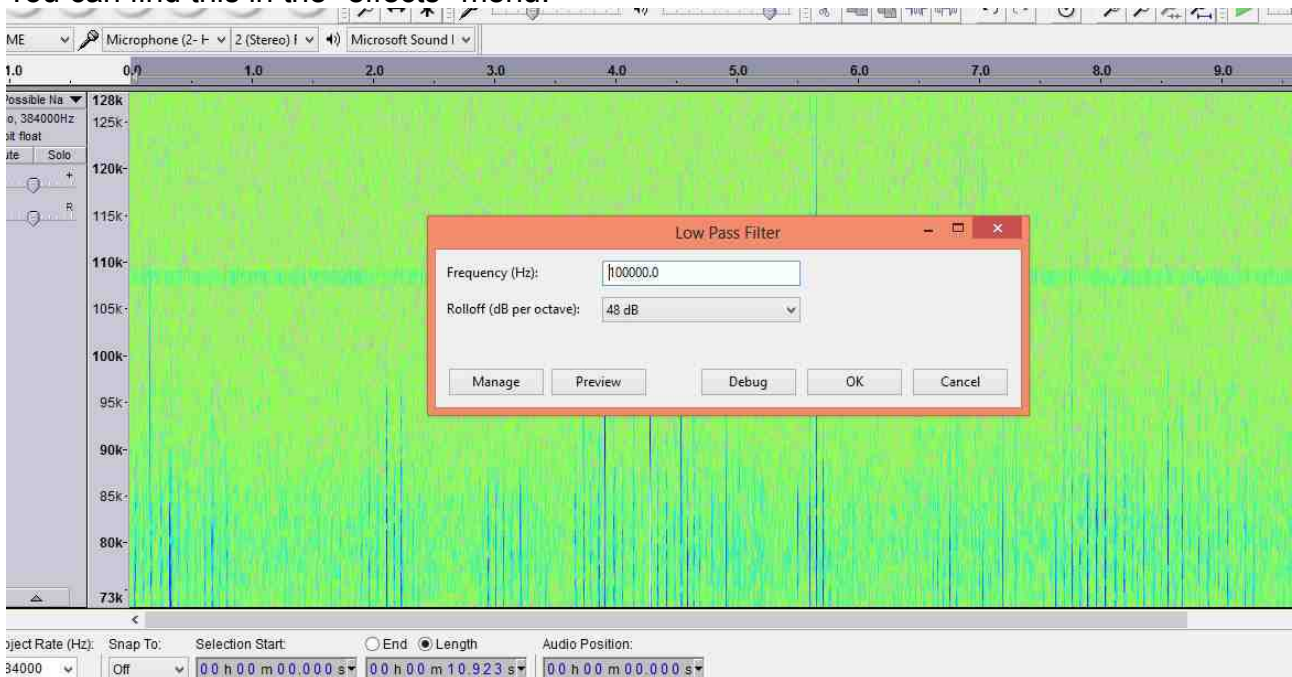 You can find this in the "effects" menu.
ME Microphone (2- H 2 (Stereo) Microsoft Sound
1.0 0.0 1.0 2.0 3.0 4.0 5.0 6.0 7.0 8.0 9.0
Possible Na 128k
o, 384000Hz 125k
bit float
ute Solo
120k
+
R
115k
Low Pass Filter
110k
Frequency (Hz): 100000.0
105k
Rolloff (dB per octave): 48 dB
100k
Manage Preview Debug OK Cancel
95k
90k
85k
80k
73k
oject Rate (Hz): Snap To: Selection Start: End Length Audio Position:
84000 Off 00 h 00 m 00.000 s 00 h 00 m 10.923 s 00 h 00 m 00.000 s